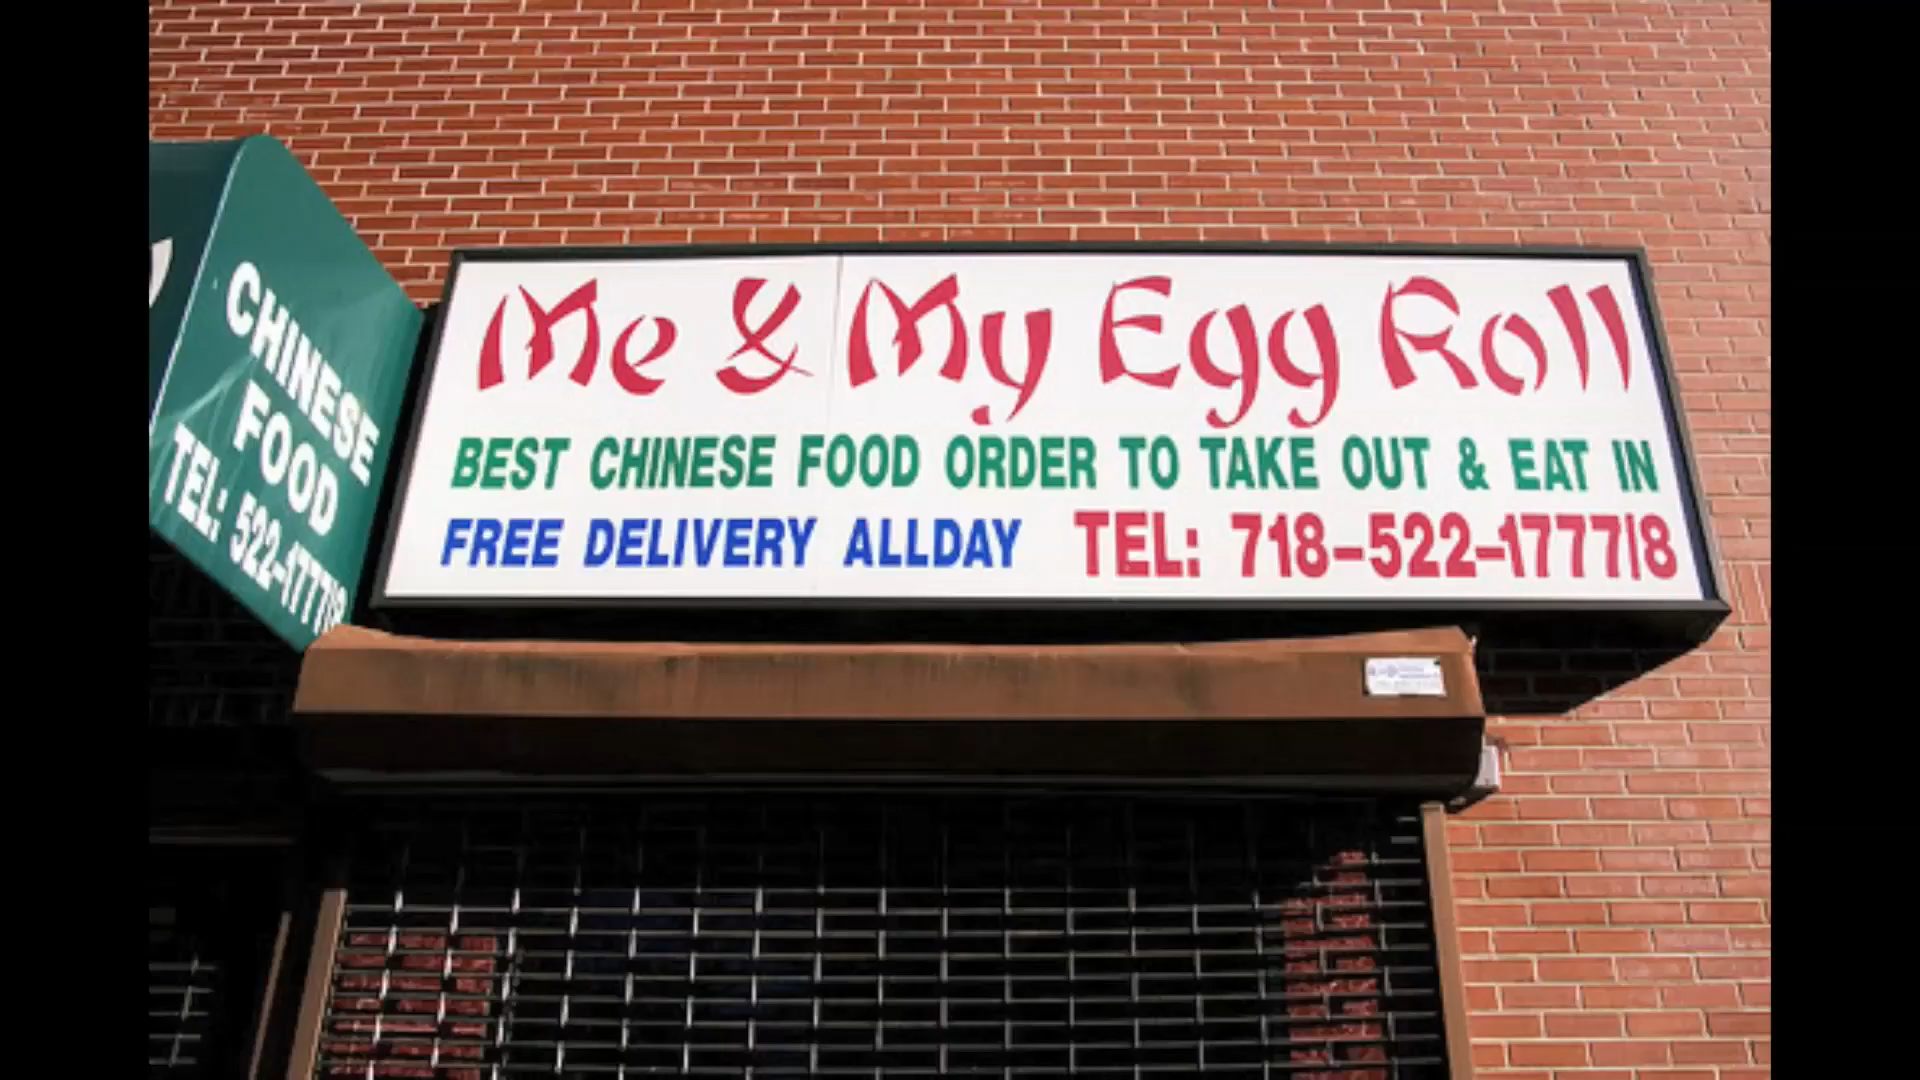 CHINESE
FOOD
TEL: 522-1777/8
Me & My Egg Roll
BEST CHINESE FOOD ORDER TO TAKE OUT & EAT IN
FREE DELIVERY ALLDAY TEL: 718-522-1777/8